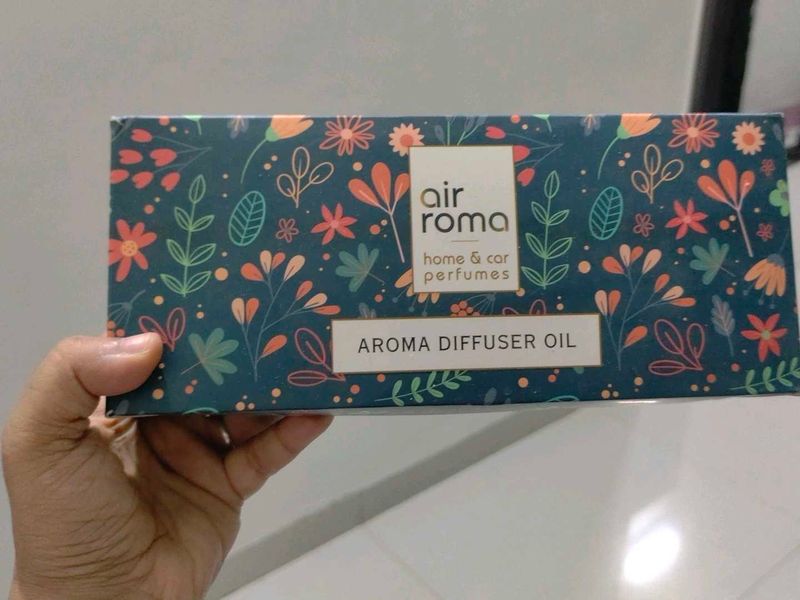 air
roma
home & car
perfumes
AROMA DIFFUSER OIL